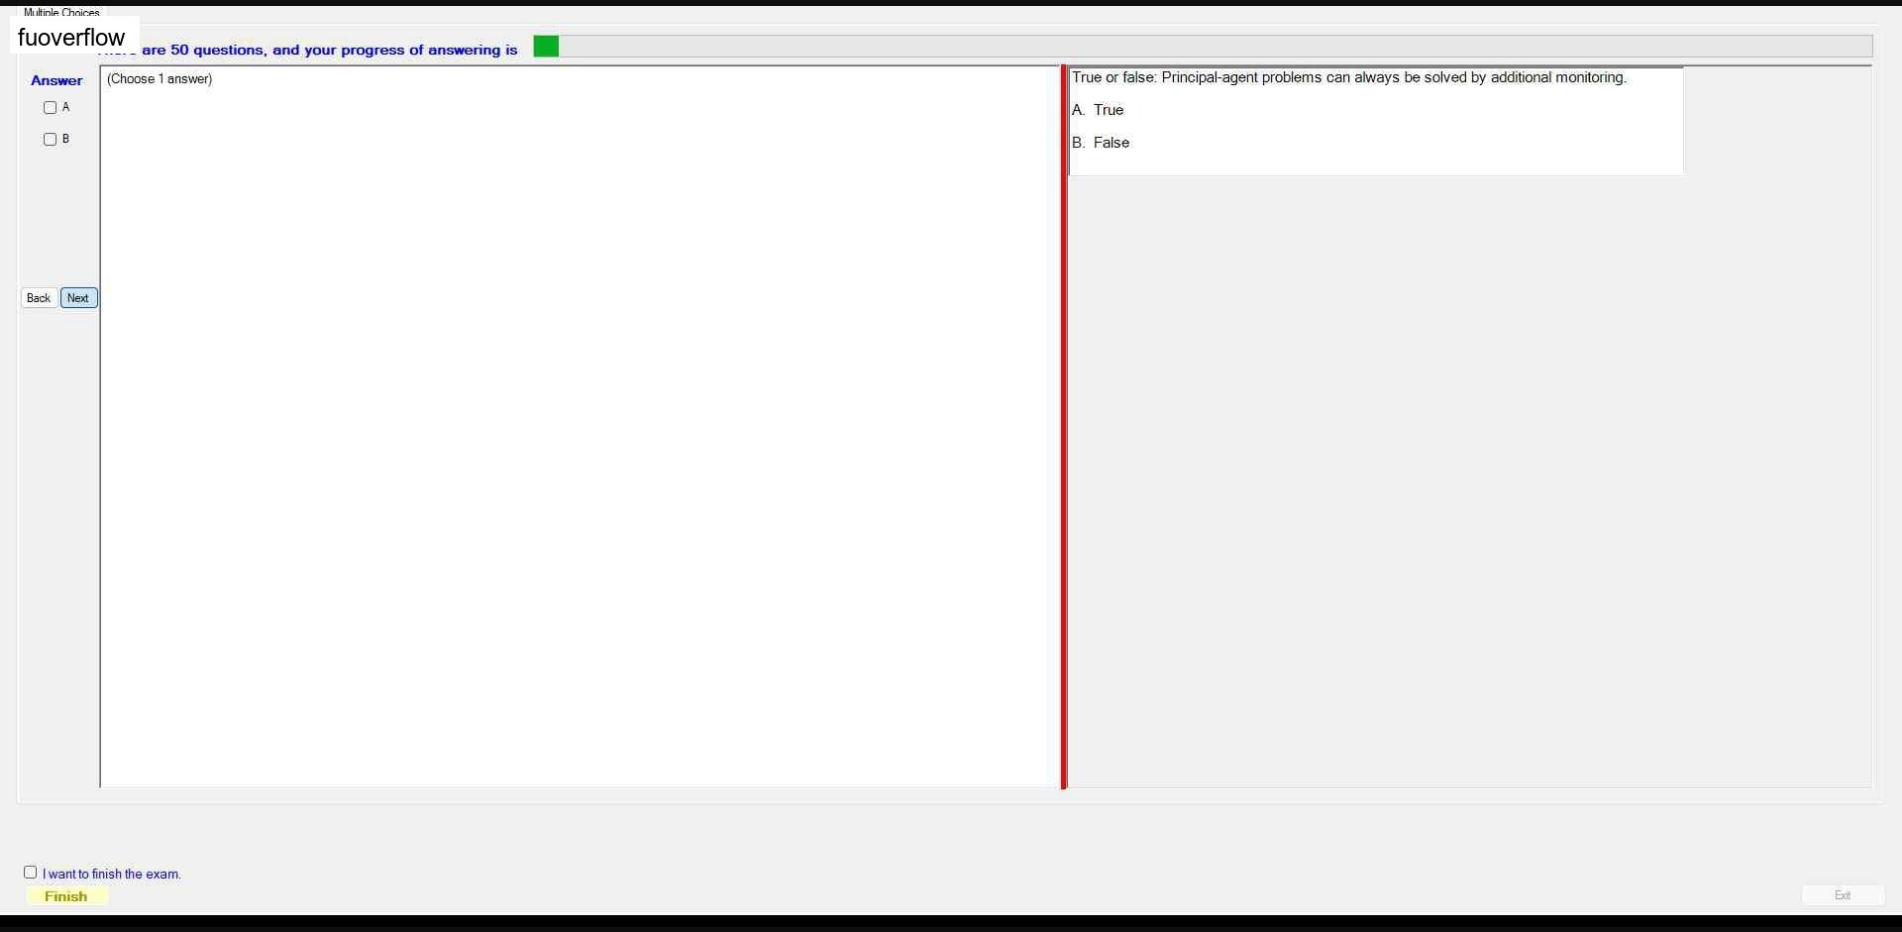 Multiple Choices
fuoverflow
are 50 questions, and your progress of answering is
Answer
(Choose 1 answer)
A
B
Back
Next
True or false: Principal-agent problems can always be solved by additional monitoring.
A. True
B. False
I want to finish the exam.
Finish
Exit